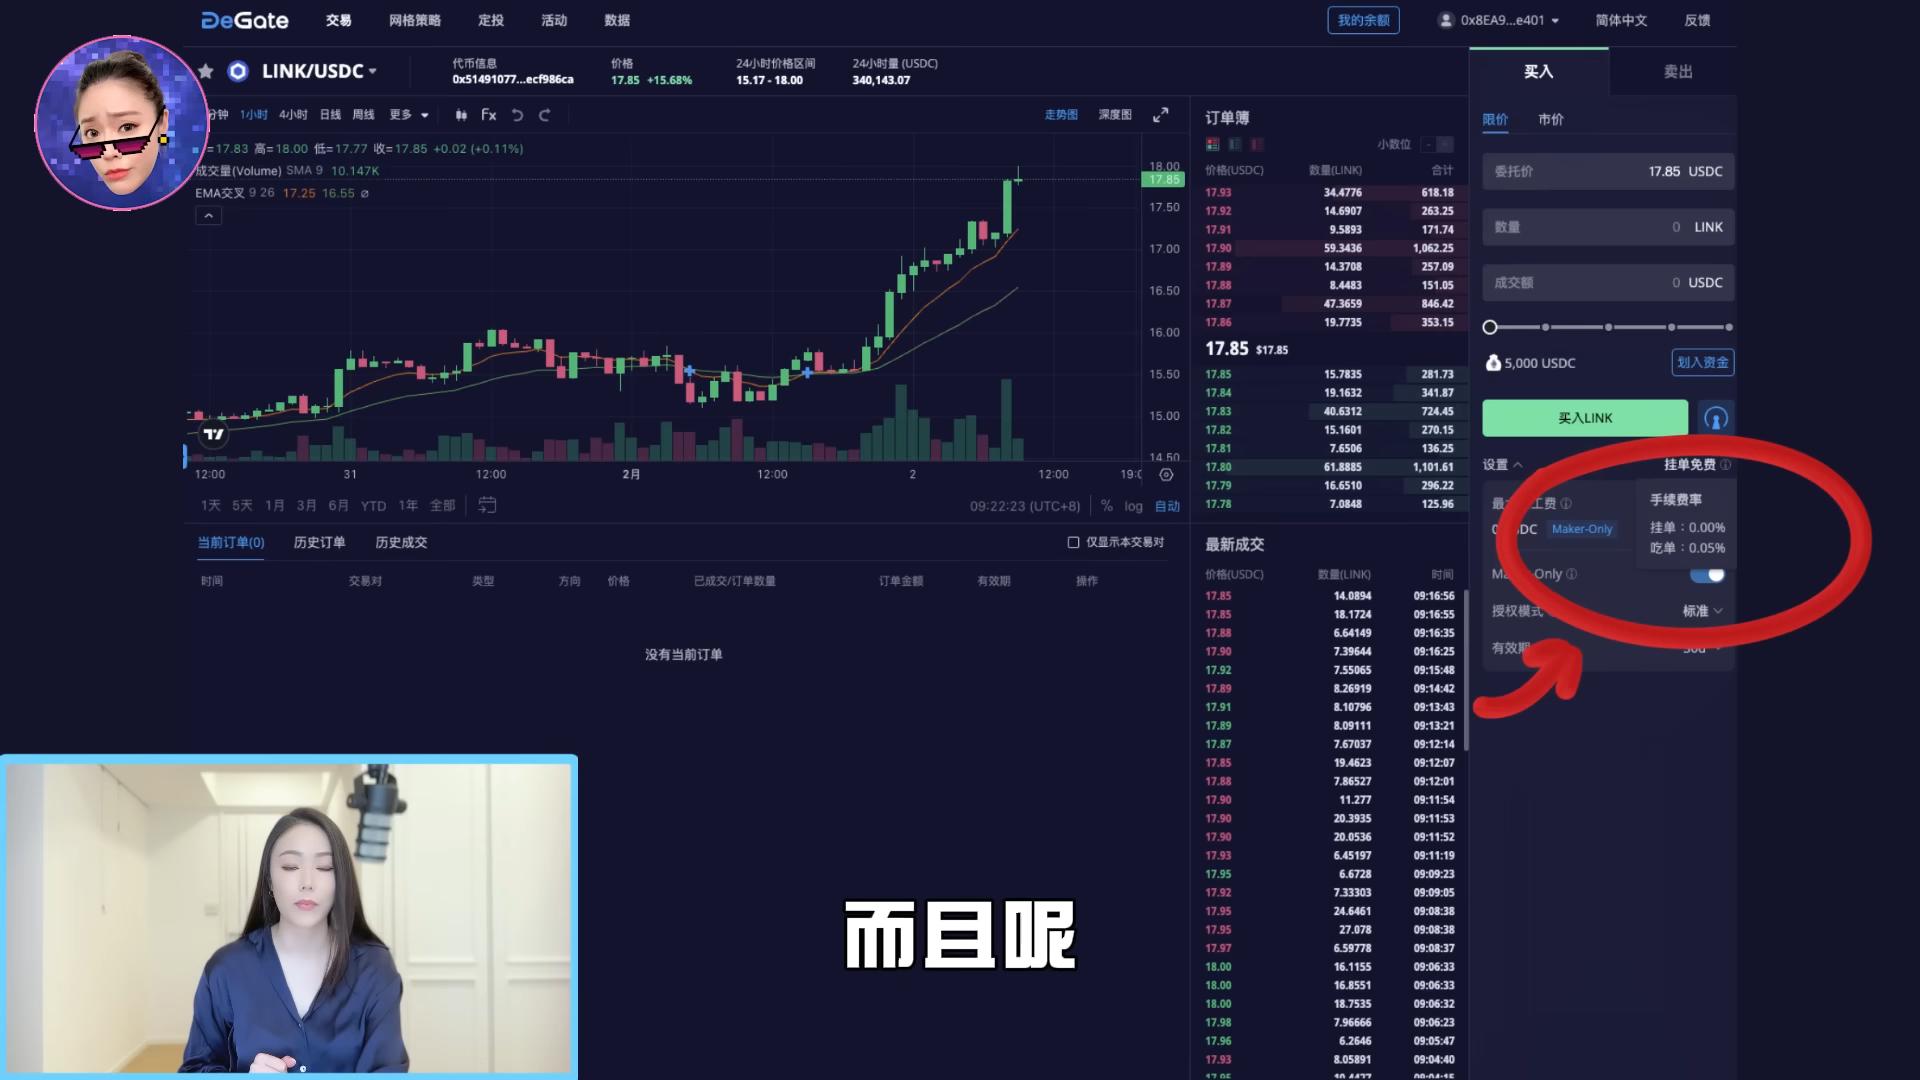 DeGate 交易 网格策略 定投 活动 数据 我的余额 0x8EA9...e401 简体中文 反馈
LINK/USDC
代币信息 价格 24小时价格区间 24小时量 (USDC)
0x51491077...ecf986ca 17.85 +15.68% 15.17 - 18.00 340,143.07
分钟 1小时 4小时 日线 周线 更多 Fx 走势图 深度图
=17.83 高=18.00 低=17.77 收=17.85 +0.02 (+0.11%)
成交量(Volume) SMA 9 10.147K
EMA交叉 9 26 17.25 16.55 ∅
18.00
17.85
17.50
17.00
16.50
16.00
15.50
15.00
14.50
12:00 31 12:00 2月 12:00 2 12:00
1天 5天 1月 3月 6月 YTD 1年 全部 09:22:23 (UTC+8) % log 自动
当前订单(0) 历史订单 历史成交 仅显示本交易对
时间 交易对 类型 方向 价格 已成交/订单数量 订单金额 有效期 操作
没有当前订单
订单簿
小数位 -
价格(USDC) 数量(LINK) 合计
17.93 34.4776 618.18
17.92 14.6907 263.25
17.91 9.5893 171.74
17.90 59.3436 1,062.25
17.89 14.3708 257.09
17.88 8.4483 151.05
17.87 47.3659 846.42
17.86 19.7735 353.15
17.85 $17.85
17.85 15.7835 281.73
17.84 19.1632 341.87
17.83 40.6312 724.45
17.82 15.1601 270.15
17.81 7.6506 136.25
17.80 61.8885 1,101.61
17.79 16.6510 296.22
17.78 7.0848 125.96
最新成交
价格(USDC) 数量(LINK) 时间
17.85 14.0894 09:16:56
17.85 18.1724 09:16:55
17.88 6.64149 09:16:35
17.90 7.39644 09:16:25
17.92 7.55065 09:15:48
17.89 8.26919 09:14:42
17.91 8.10796 09:13:43
17.89 8.09111 09:13:21
17.87 7.67037 09:12:14
17.85 19.4623 09:12:07
17.88 7.86527 09:12:01
17.90 11.277 09:11:54
17.90 20.3935 09:11:53
17.90 20.0536 09:11:52
17.93 6.45197 09:11:19
17.95 6.6728 09:09:23
17.92 7.33303 09:09:05
17.95 24.6461 09:08:38
17.95 27.078 09:08:38
17.97 6.59778 09:08:37
18.00 16.1155 09:06:33
18.00 16.8551 09:06:33
18.00 18.7535 09:06:32
17.98 7.96666 09:06:23
17.96 6.2646 09:05:47
17.93 8.05891 09:04:40
17.95 10.4427 09:04:15
买入 卖出
限价 市价
委托价 17.85 USDC
数量 0 LINK
成交额 0 USDC
5,000 USDC 划入资金
买入LINK
设置 挂单免费
手续费率
挂单：0.00%
吃单：0.05%
Maker-Only
授权模式 标准
有效期 30d
而且呢